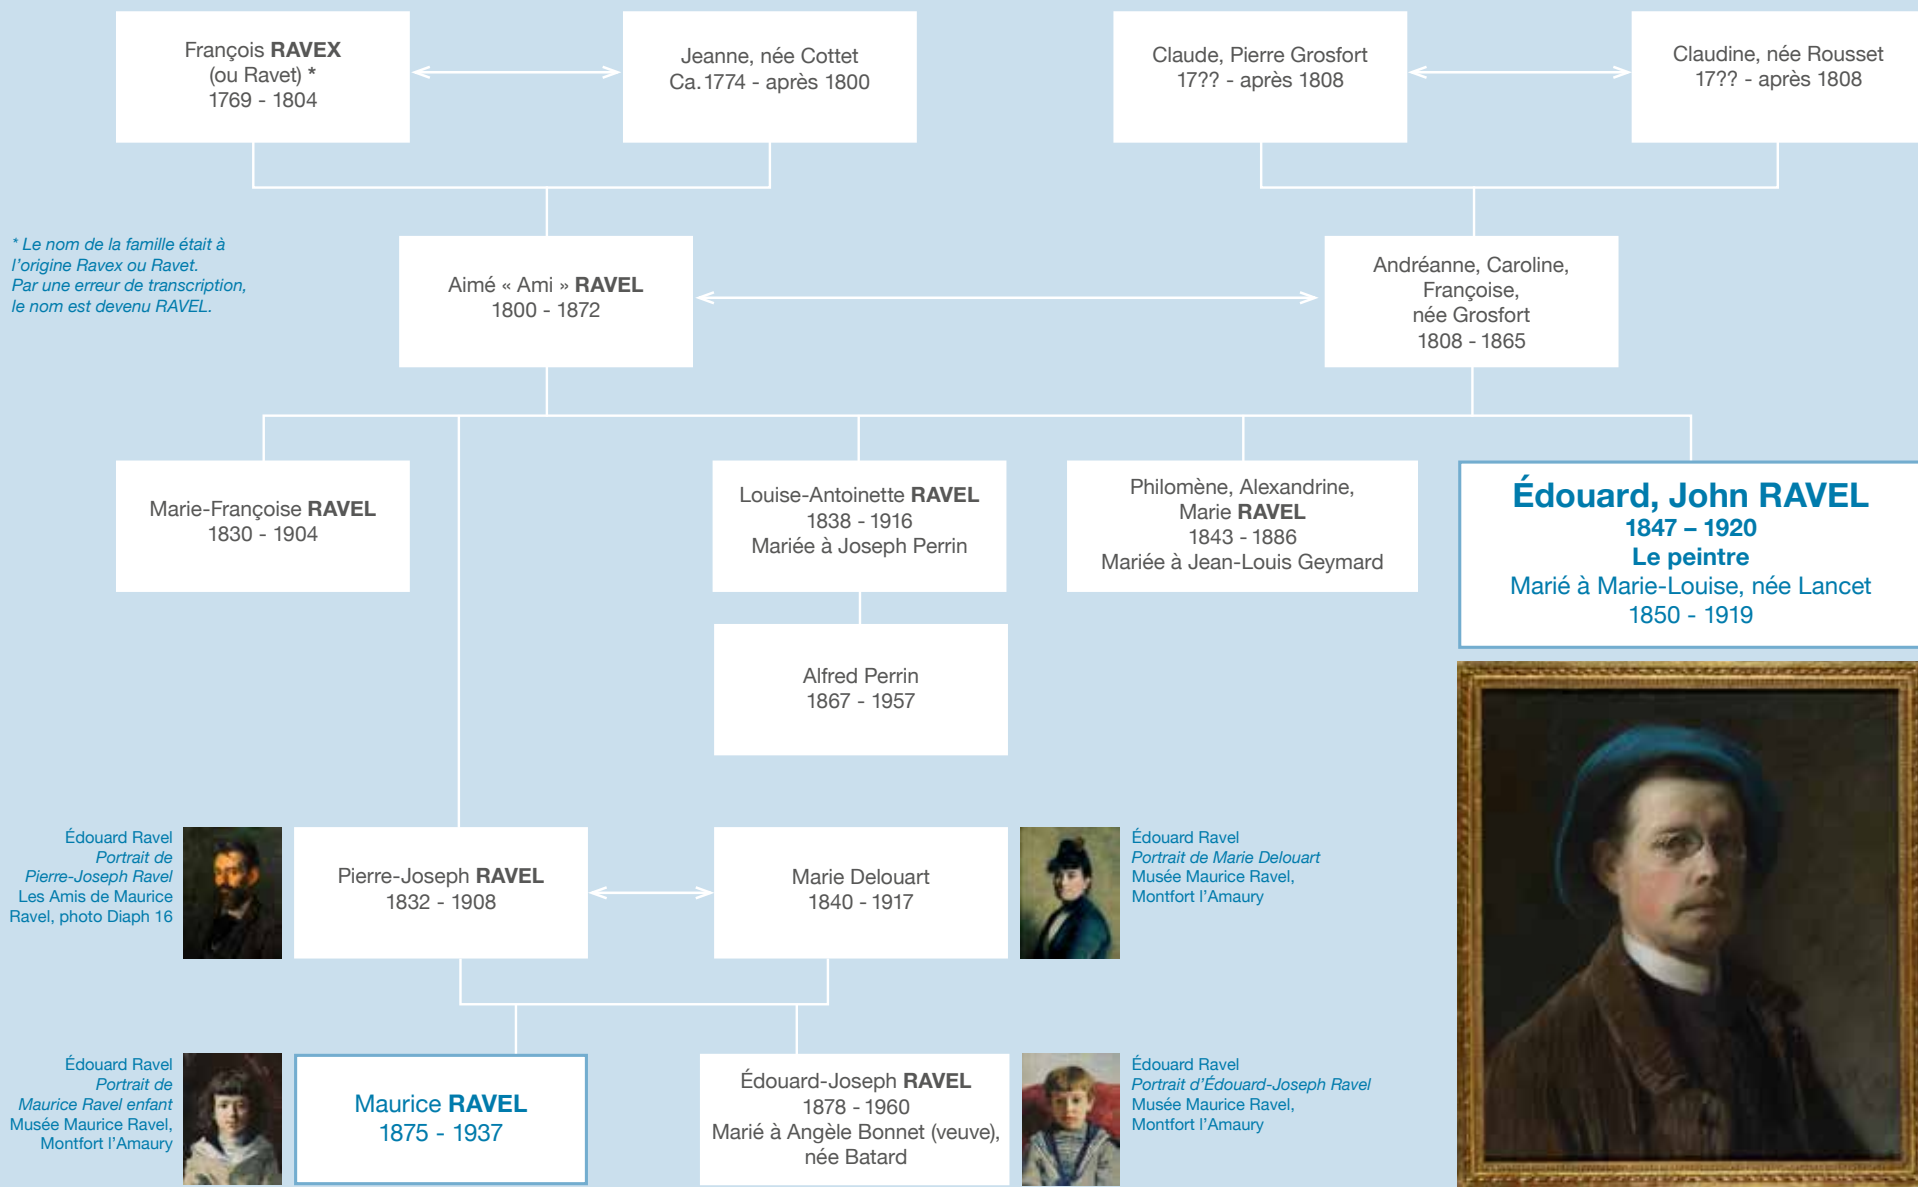 François RAVEX
(ou Ravet) *
1769 - 1804
Jeanne, née Cottet
Ca. 1774 - après 1800
Claude, Pierre Grosfort
17?? - après 1808
Claudine, née Rousset
17?? - après 1808
* Le nom de la famille était à
l'origine Ravex ou Ravet.
Par une erreur de transcription,
le nom est devenu RAVEL.
Aimé « Ami » RAVEL
1800 - 1872
Andréanne, Caroline,
Françoise,
née Grosfort
1808 - 1865
Marie-Françoise RAVEL
1830 - 1904
Louise-Antoinette RAVEL
1838 - 1916
Mariée à Joseph Perrin
Philomène, Alexandrine,
Marie RAVEL
1843 - 1886
Mariée à Jean-Louis Geymard
Édouard, John RAVEL
1847 – 1920
Le peintre
Marié à Marie-Louise, née Lancet
1850 - 1919
Alfred Perrin
1867 - 1957
Édouard Ravel
Portrait de
Pierre-Joseph Ravel
Les Amis de Maurice
Ravel, photo Diaph 16
Pierre-Joseph RAVEL
1832 - 1908
Marie Delouart
1840 - 1917
Édouard Ravel
Portrait de Marie Delouart
Musée Maurice Ravel,
Montfort l'Amaury
Édouard Ravel
Portrait de
Maurice Ravel enfant
Musée Maurice Ravel,
Montfort l'Amaury
Maurice RAVEL
1875 - 1937
Édouard-Joseph RAVEL
1878 - 1960
Marié à Angèle Bonnet (veuve),
née Batard
Édouard Ravel
Portrait d'Édouard-Joseph Ravel
Musée Maurice Ravel,
Montfort l'Amaury